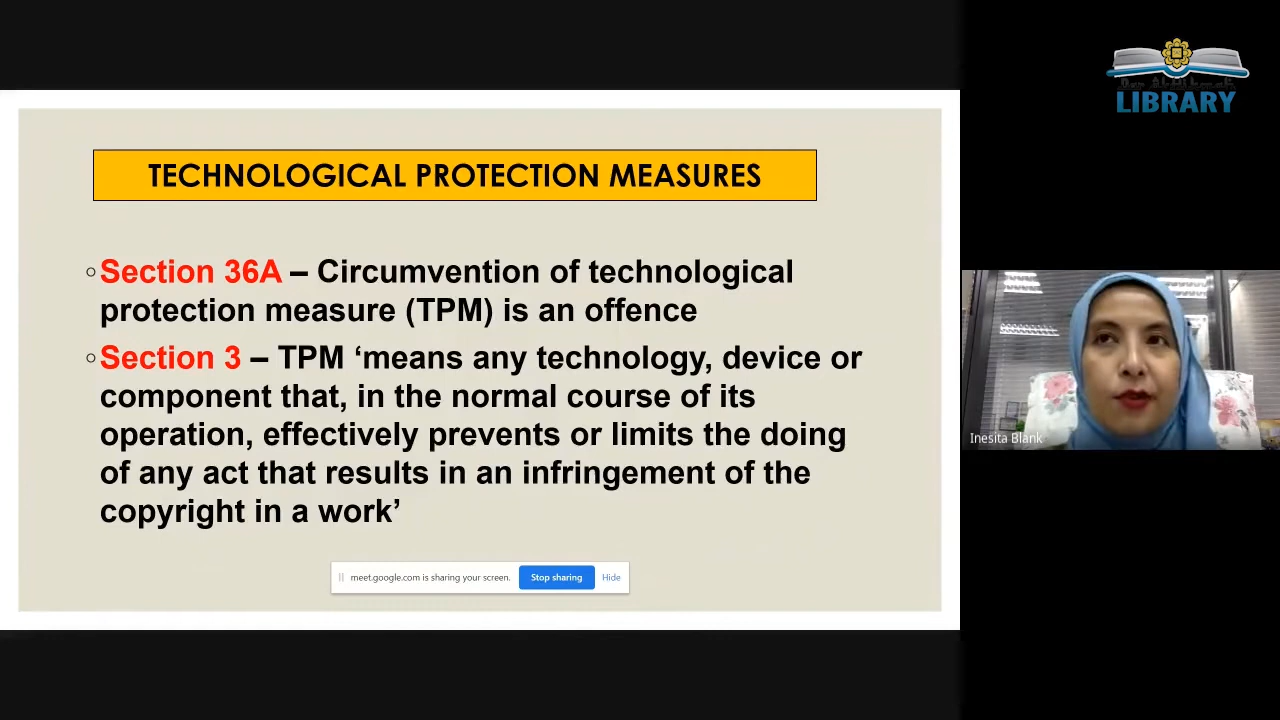 TECHNOLOGICAL PROTECTION MEASURES
Section 36A – Circumvention of technological
protection measure (TPM) is an offence
Section 3 – TPM ‘means any technology, device or
component that, in the normal course of its
operation, effectively prevents or limits the doing
of any act that results in an infringement of the
copyright in a work’
meet.google.com is sharing your screen. Stop sharing Hide
LIBRARY
Inesita Blank